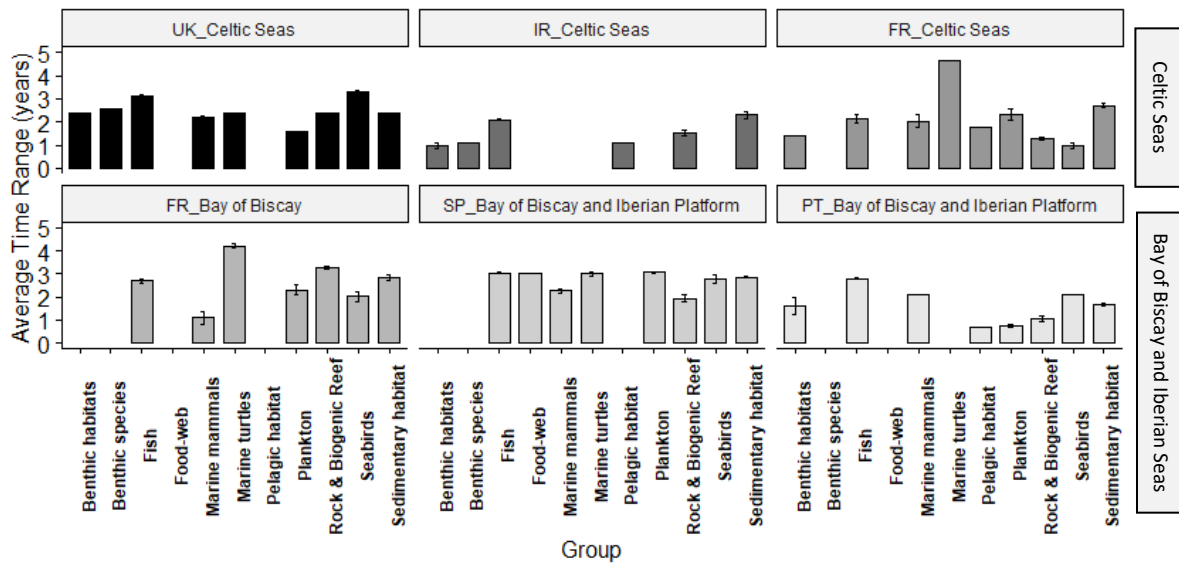 UK_Celtic Seas
IR_Celtic Seas
FR_Celtic Seas
Celtic Seas
5
4
3
2
1
0
FR_Bay of Biscay
SP_Bay of Biscay and Iberian Platform
PT_Bay of Biscay and Iberian Platform
Bay of Biscay and Iberian Seas
5
4
3
2
1
0
Average Time Range (years)
Benthic habitats
Benthic species
Fish
Food-web
Marine mammals
Marine turtles
Pelagic habitat
Plankton
Rock & Biogenic Reef
Seabirds
Sedimentary habitat
Benthic habitats
Benthic species
Fish
Food-web
Marine mammals
Marine turtles
Pelagic habitat
Plankton
Rock & Biogenic Reef
Seabirds
Sedimentary habitat
Benthic habitats
Benthic species
Fish
Food-web
Marine mammals
Marine turtles
Pelagic habitat
Plankton
Rock & Biogenic Reef
Seabirds
Sedimentary habitat
Group